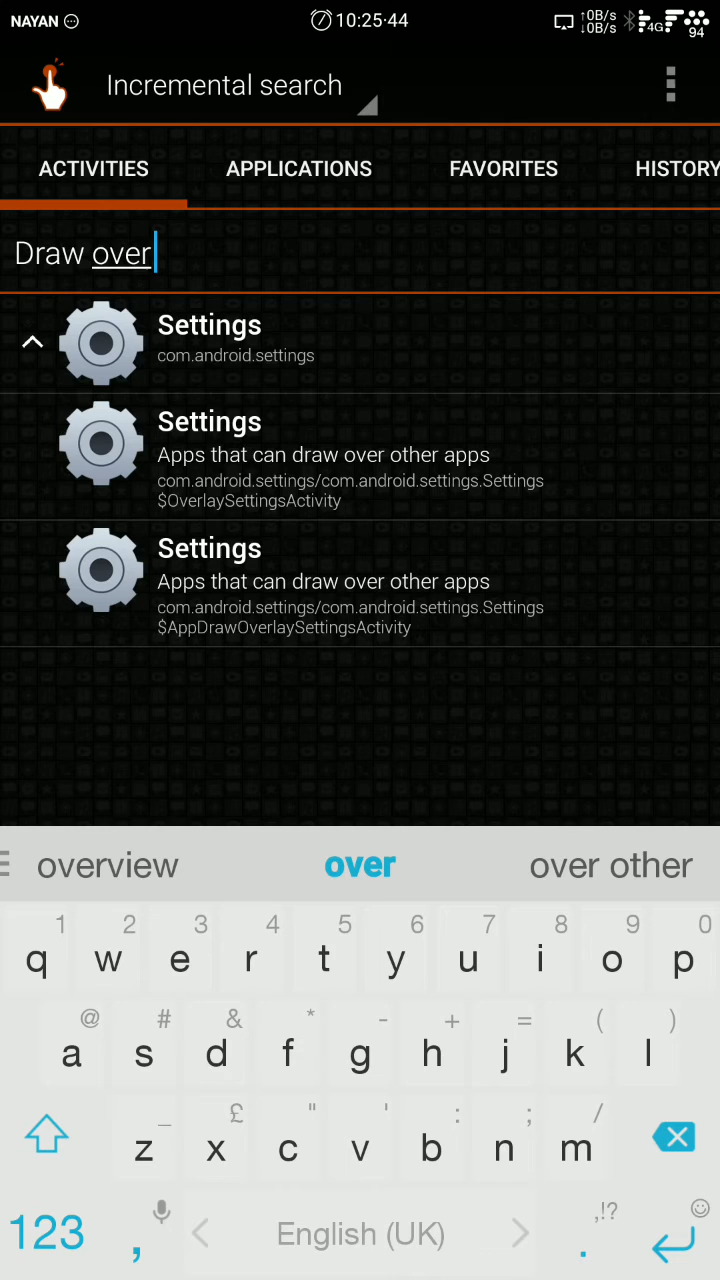 NAYAN 10:25·44 ↑0B/s ↓0B/s 4G 94
Incremental search
ACTIVITIES APPLICATIONS FAVORITES HISTORY
Draw over
Settings
com.android.settings
Settings
Apps that can draw over other apps
com.android.settings/com.android.settings.Settings
$OverlaySettingsActivity
Settings
Apps that can draw over other apps
com.android.settings/com.android.settings.Settings
$AppDrawOverlaySettingsActivity
overview over over other
1 2 3 4 5 6 7 8 9 0
q w e r t y u i o p
@ # & * - + = ( )
a s d f g h j k l
_ £ " ' : ; /
z x c v b n m
,!?
123 , English (UK) .